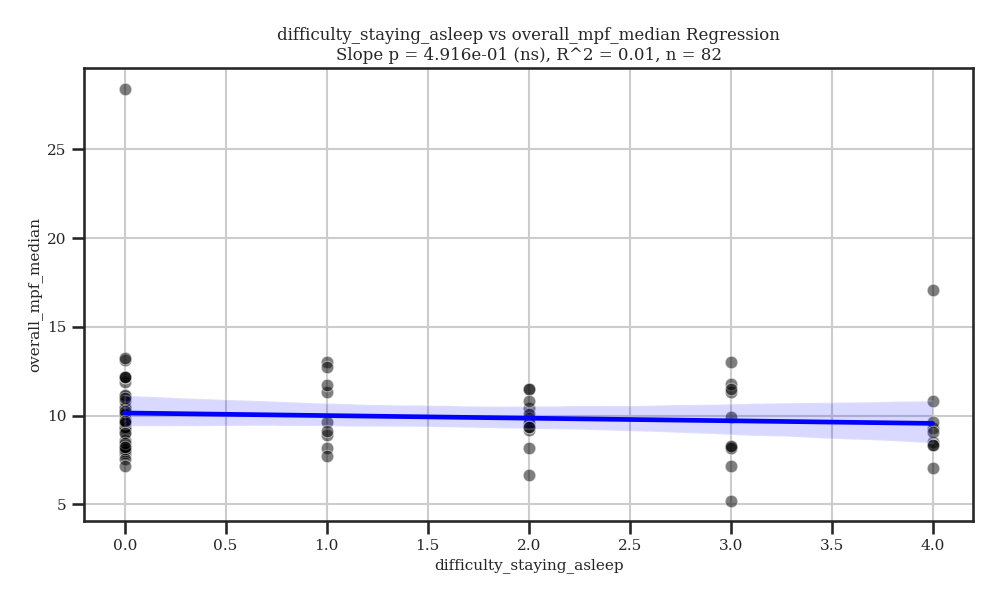 difficulty_staying_asleep vs overall_mpf_median Regression
Slope p = 4.916e-01 (ns), R^2 = 0.01, n = 82
overall_mpf_median
25
20
15
10
5
0.0 0.5 1.0 1.5 2.0 2.5 3.0 3.5 4.0
difficulty_staying_asleep